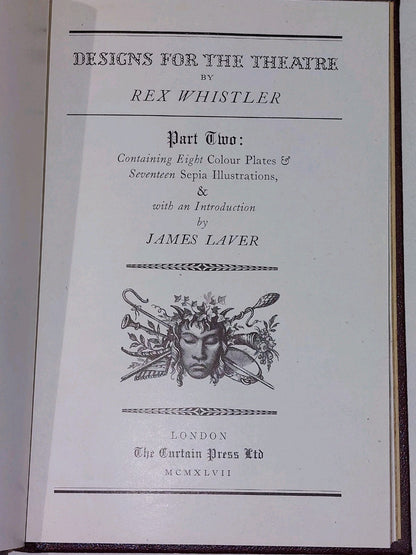 DESIGNS FOR THE THEATRE
BY
REX WHISTLER
Part Two:
Containing Eight Colour Plates &
Seventeen Sepia Illustrations,
&
with an Introduction
by
JAMES LAVER
LONDON
The Curtain Press Ltd
MCMXLVII